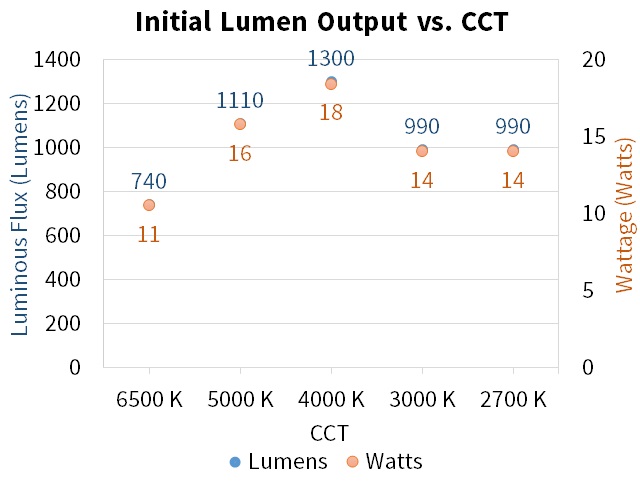 Initial Lumen Output vs. CCT
1400
1200
1000
800
600
400
200
0
Luminous Flux (Lumens)
740
1110
1300
990
990
11
16
18
14
14
20
15
10
5
0
Wattage (Watts)
6500 K
5000 K
4000 K
3000 K
2700 K
CCT
Lumens
Watts